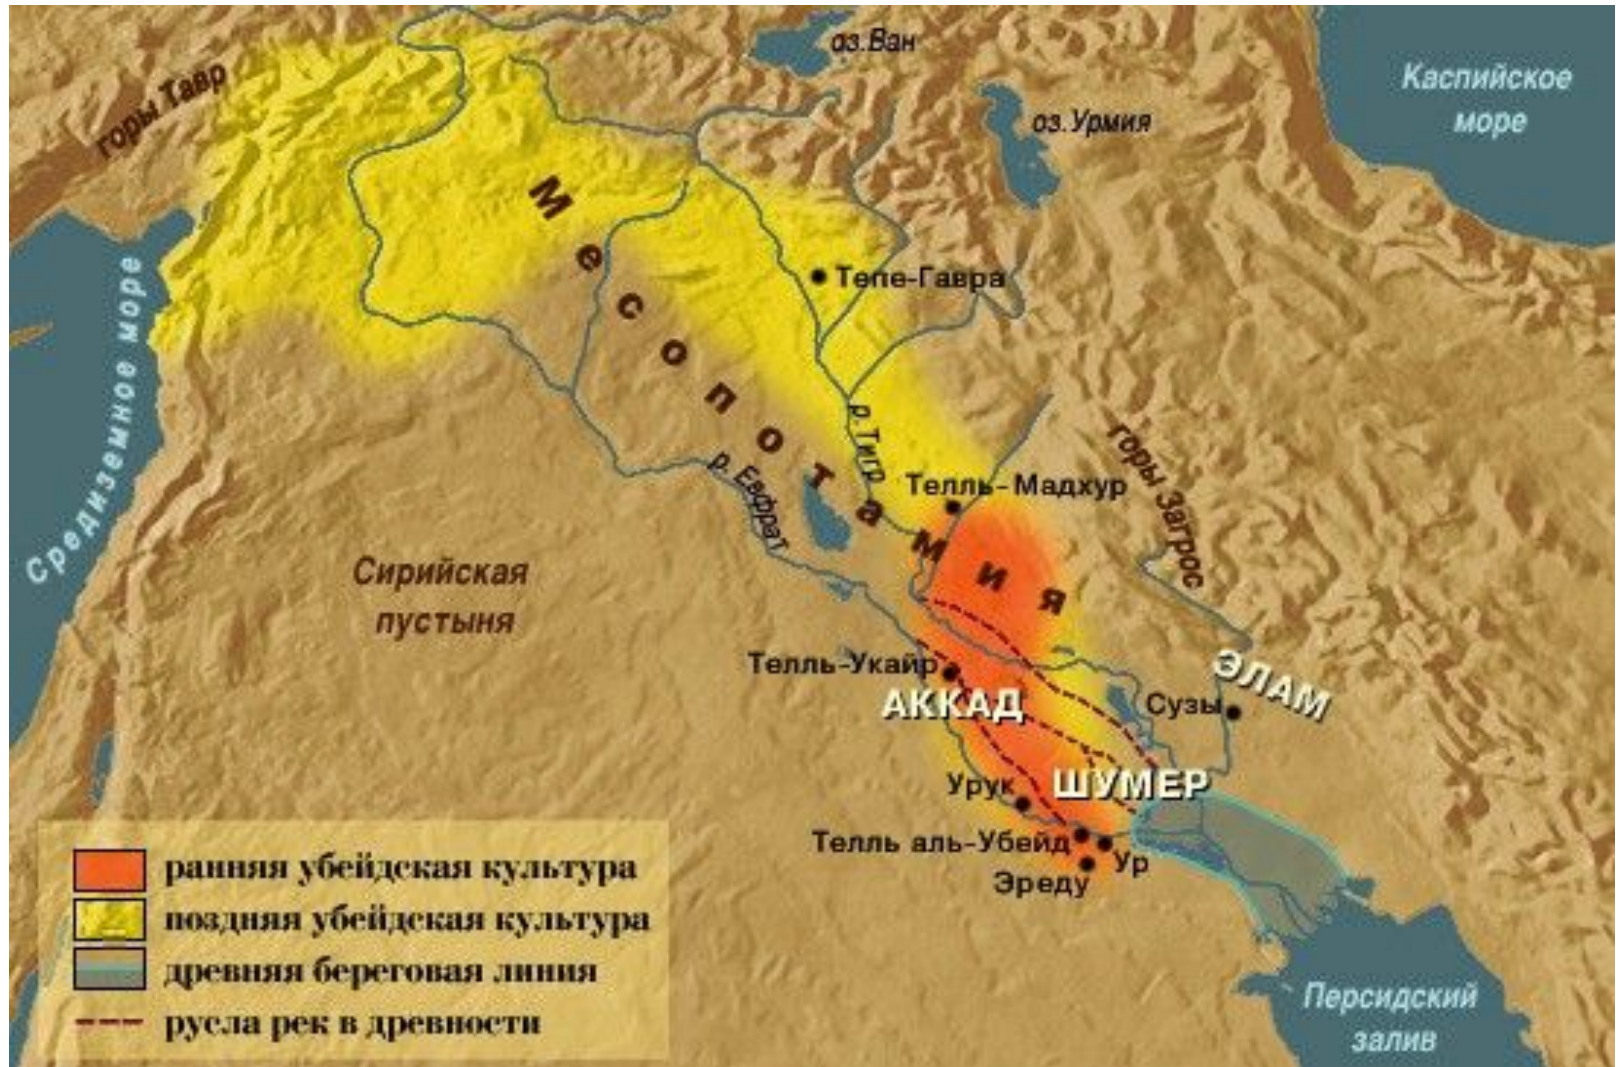 оз.Ван
Каспийское
море
горы Тавр
оз.Урмия
Месопотамия
Тепе-Гавра
Средиземное море
р.Тигр
р. Евфрат
горы Загрос
Телль-Мадхур
Сирийская
пустыня
Телль-Укайр
ЭЛАМ
АККАД
Сузы
Урук
ШУМЕР
Телль аль-Убейд
Ур
Эреду
ранняя убейдская культура
поздняя убейдская культура
древняя береговая линия
русла рек в древности
Персидский
залив